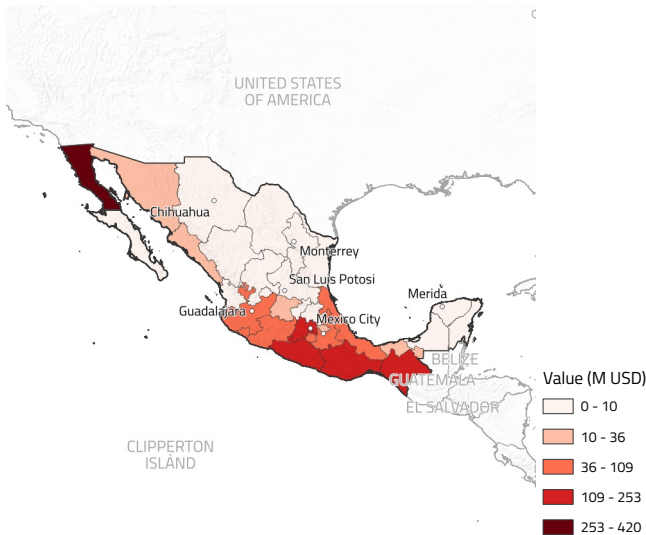 UNITED STATES
OF AMERICA
Chihuahua
Monterrey
San Luis Potosi
Merida
Guadalajara
Mexico City
BELIZE
GUATEMALA
EL SALVADOR
CLIPPERTON
ISLAND
Value (M USD)
0 - 10
10 - 36
36 - 109
109 - 253
253 - 420